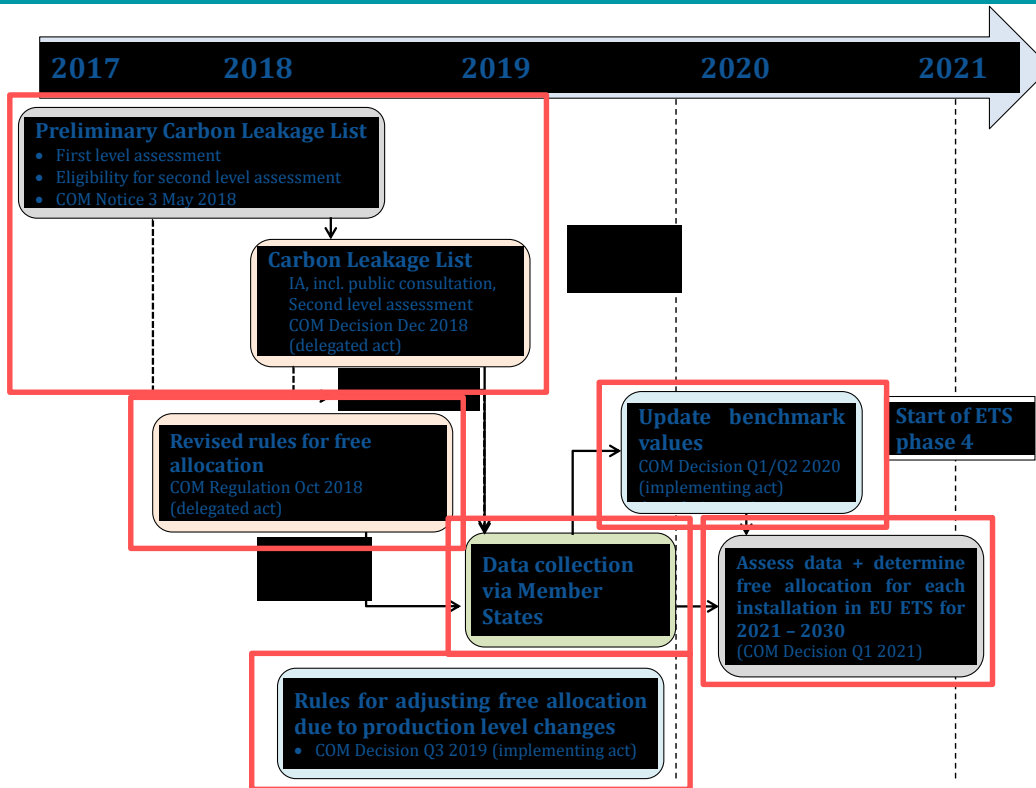 2017 2018 2019 2020 2021
Preliminary Carbon Leakage List
• First level assessment
• Eligibility for second level assessment
• COM Notice 3 May 2018
Carbon Leakage List
IA, incl. public consultation,
Second level assessment
COM Decision Dec 2018
(delegated act)
Revised rules for free
allocation
COM Regulation Oct 2018
(delegated act)
Update benchmark
values
COM Decision Q1/Q2 2020
(implementing act)
Start of ETS
phase 4
Data collection
via Member
States
Assess data + determine
free allocation for each
installation in EU ETS for
2021 – 2030
(COM Decision Q1 2021)
Rules for adjusting free allocation
due to production level changes
• COM Decision Q3 2019 (implementing act)